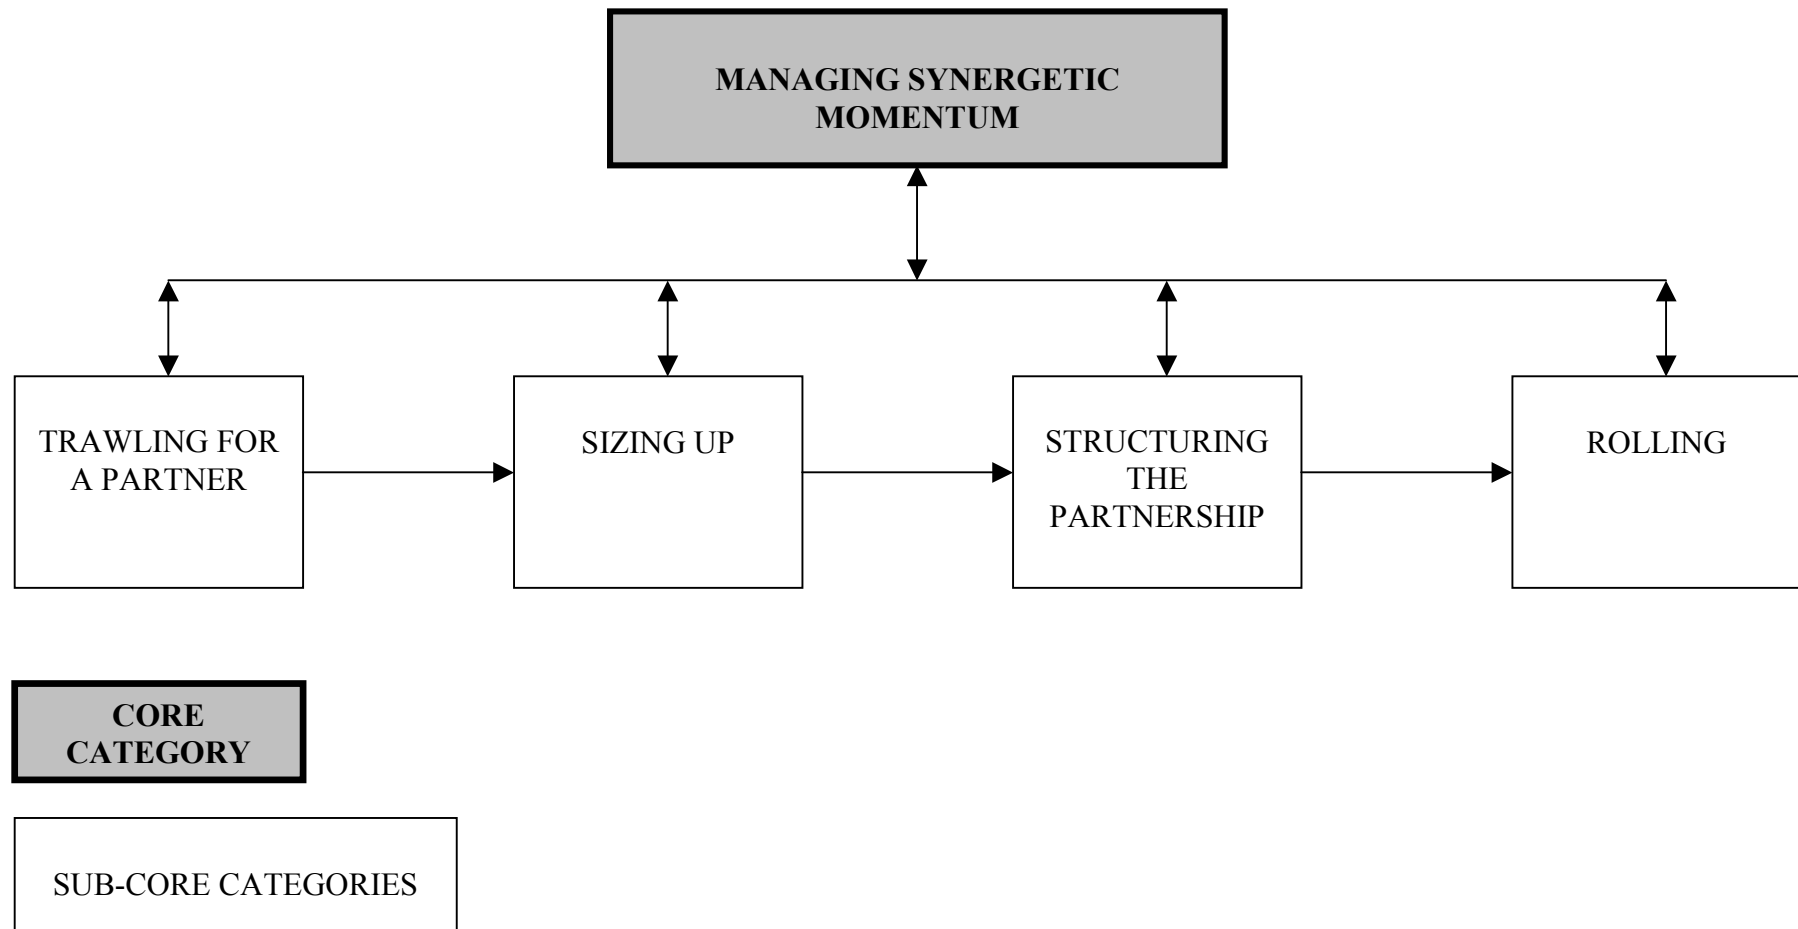 MANAGING SYNERGETIC
MOMENTUM
TRAWLING FOR
A PARTNER
SIZING UP
STRUCTURING
THE
PARTNERSHIP
ROLLING
CORE
CATEGORY
SUB-CORE CATEGORIES